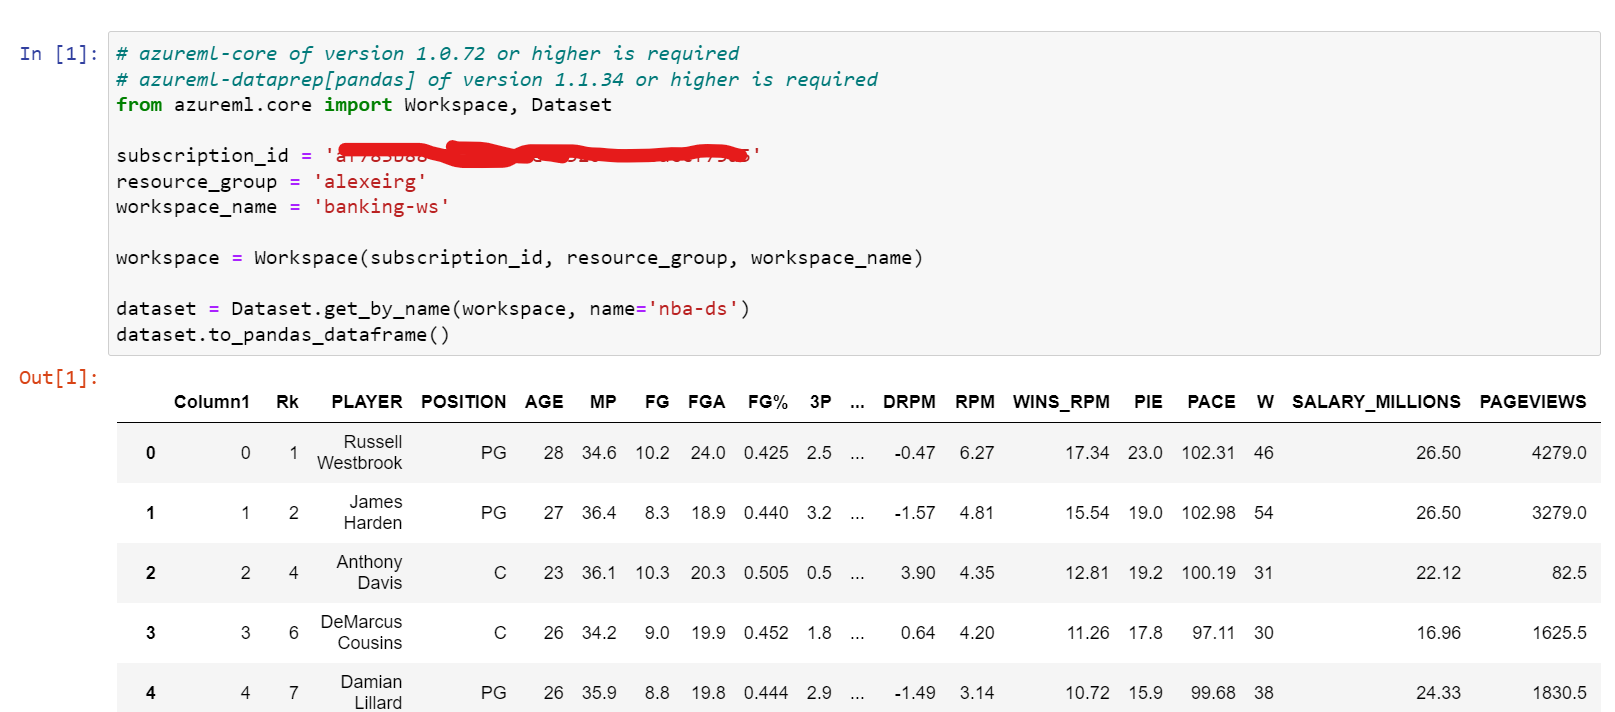 In [1]: # azureml-core of version 1.0.72 or higher is required
# azureml-dataprep[pandas] of version 1.1.34 or higher is required
from azureml.core import Workspace, Dataset
subscription_id = ' '
resource_group = 'alexeirg'
workspace_name = 'banking-ws'
workspace = Workspace(subscription_id, resource_group, workspace_name)
dataset = Dataset.get_by_name(workspace, name='nba-ds')
dataset.to_pandas_dataframe()
Out[1]:
Column1 Rk PLAYER POSITION AGE MP FG FGA FG% 3P ... DRPM RPM WINS_RPM PIE PACE W SALARY_MILLIONS PAGEVIEWS
0 0 1 Russell Westbrook PG 28 34.6 10.2 24.0 0.425 2.5 ... -0.47 6.27 17.34 23.0 102.31 46 26.50 4279.0
1 1 2 James Harden PG 27 36.4 8.3 18.9 0.440 3.2 ... -1.57 4.81 15.54 19.0 102.98 54 26.50 3279.0
2 2 4 Anthony Davis C 23 36.1 10.3 20.3 0.505 0.5 ... 3.90 4.35 12.81 19.2 100.19 31 22.12 82.5
3 3 6 DeMarcus Cousins C 26 34.2 9.0 19.9 0.452 1.8 ... 0.64 4.20 11.26 17.8 97.11 30 16.96 1625.5
4 4 7 Damian Lillard PG 26 35.9 8.8 19.8 0.444 2.9 ... -1.49 3.14 10.72 15.9 99.68 38 24.33 1830.5